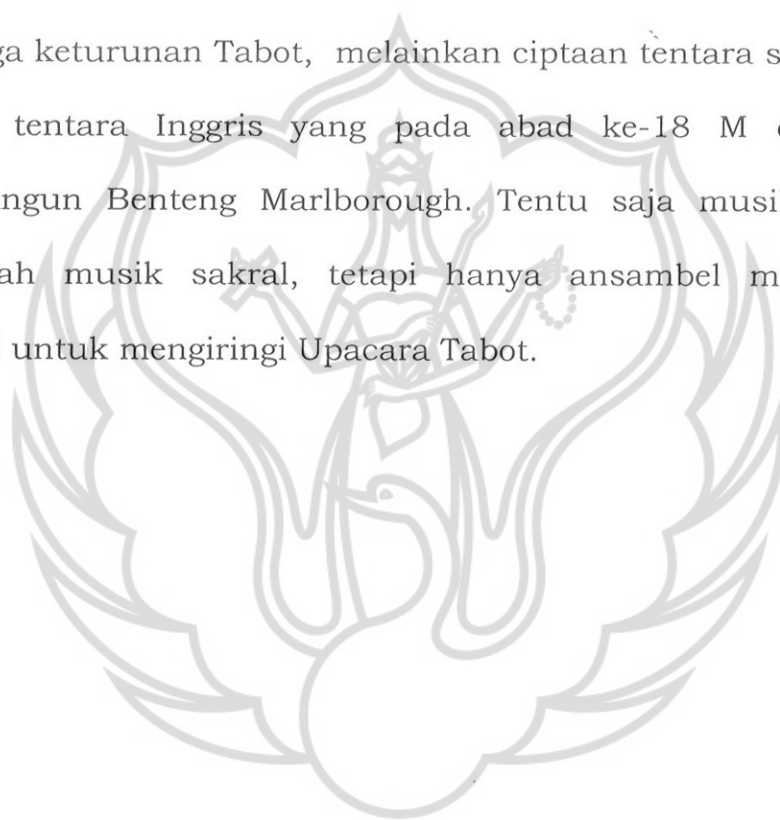 ga keturunan Tabot, melainkan ciptaan tentara s
tentara Inggris yang pada abad ke-18 M
ngun Benteng Marlborough. Tentu saja musi
ah musik sakral, tetapi hanya ansambel m
untuk mengiringi Upacara Tabot.